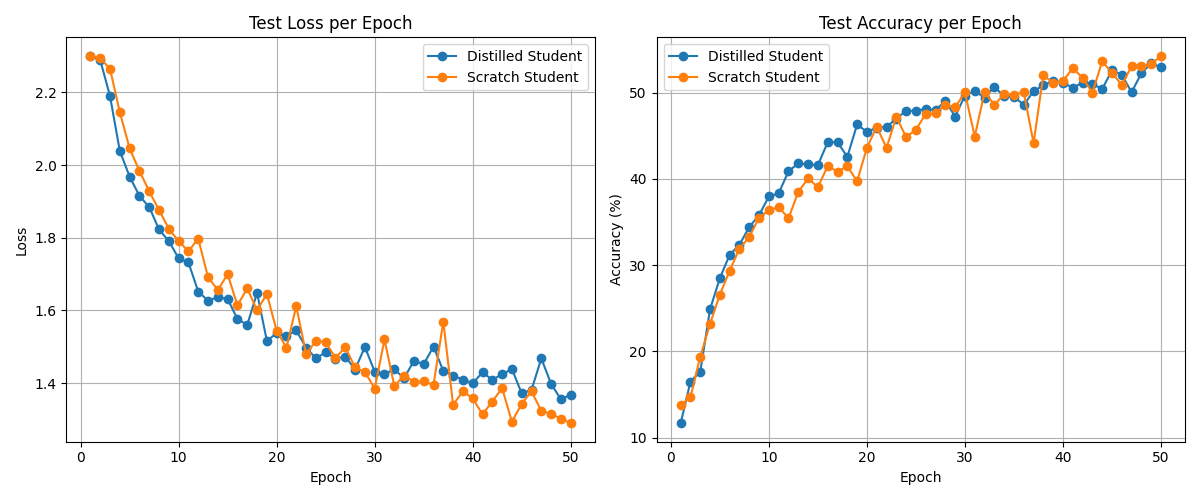 Test Loss per Epoch
Distilled Student
Scratch Student
2.2
2.0
1.8
1.6
1.4
Loss
0
10
20
30
40
50
Epoch
Test Accuracy per Epoch
Distilled Student
Scratch Student
50
40
30
20
10
Accuracy (%)
0
10
20
30
40
50
Epoch